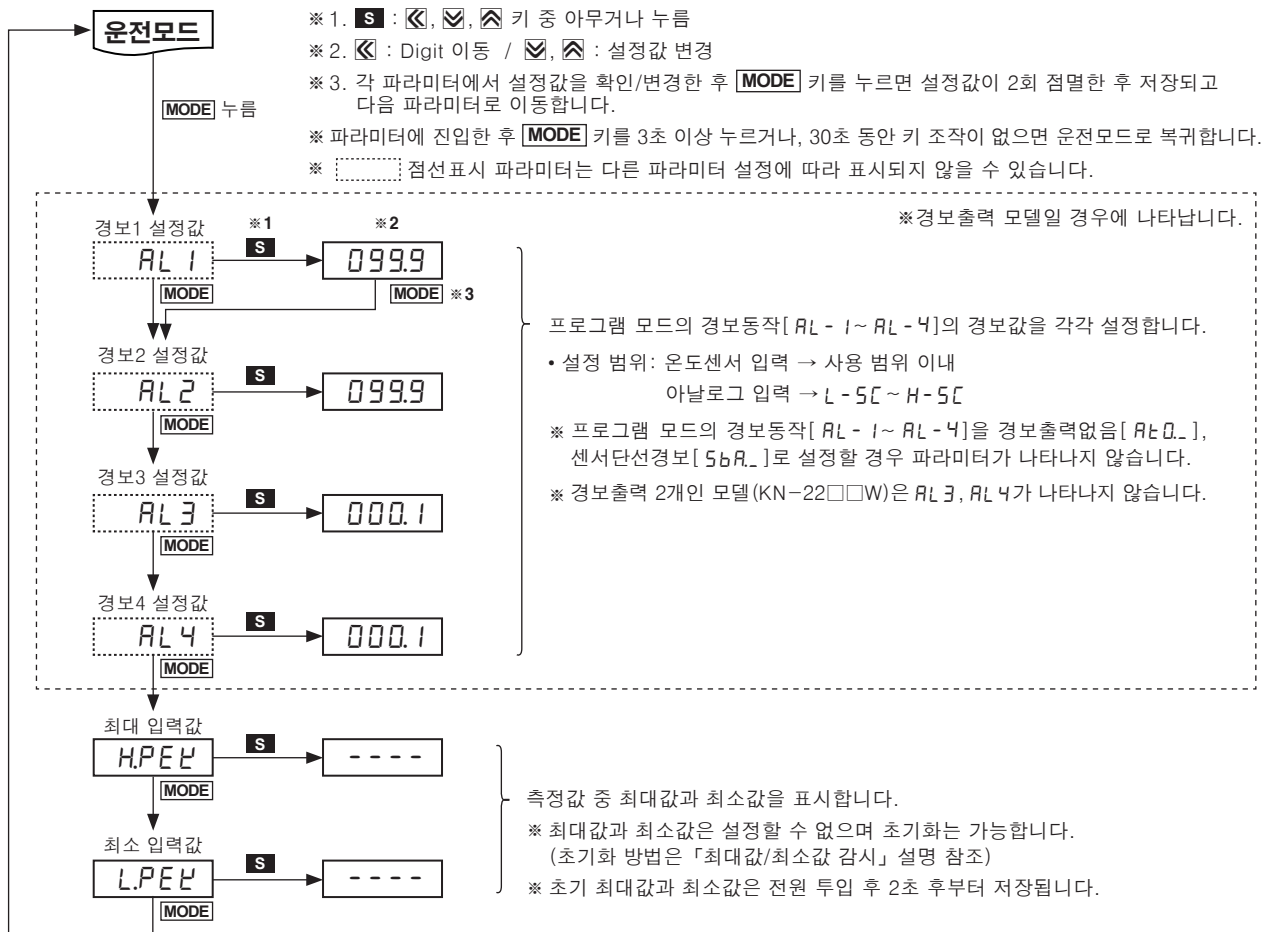 운전모드
※ 1. S : ≪, ≫, ≪ 키 중 아무거나 누름
※ 2. ≪ : Digit 이동 / ≫, ≪ : 설정값 변경
※ 3. 각 파라미터에서 설정값을 확인/변경한 후 MODE 키를 누르면 설정값이 2회 점멸한 후 저장되고
다음 파라미터로 이동합니다.
MODE 누름
※ 파라미터에 진입한 후 MODE 키를 3초 이상 누르거나, 30초 동안 키 조작이 없으면 운전모드로 복귀합니다.
※ 점선표시 파라미터는 다른 파라미터 설정에 따라 표시되지 않을 수 있습니다.
※경보출력 모델일 경우에 나타납니다.
경보1 설정값 ※1 ※2
AL1 S 099.9
MODE MODE ※3
경보2 설정값
AL2 S 099.9
MODE
경보3 설정값
AL3 S 000.1
MODE
경보4 설정값
AL4 S 000.1
MODE
프로그램 모드의 경보동작[ AL-1~AL-4]의 경보값을 각각 설정합니다.
• 설정 범위: 온도센서 입력 → 사용 범위 이내
아날로그 입력 → L-SC~H-SC
※ 프로그램 모드의 경보동작[ AL-1~AL-4]을 경보출력없음[ At0._ ],
센서단선경보[ SbA._ ]로 설정할 경우 파라미터가 나타나지 않습니다.
※ 경보출력 2개인 모델(KN-22□□W)은 AL3, AL4가 나타나지 않습니다.
최대 입력값
H.PEK S ----
MODE
최소 입력값
L.PEK S ----
MODE
측정값 중 최대값과 최소값을 표시합니다.
※ 최대값과 최소값은 설정할 수 없으며 초기화는 가능합니다.
(초기화 방법은「최대값/최소값 감시」설명 참조)
※ 초기 최대값과 최소값은 전원 투입 후 2초 후부터 저장됩니다.